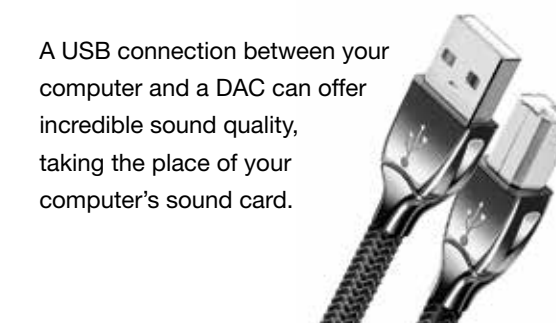 A USB connection between your
computer and a DAC can offer
incredible sound quality,
taking the place of your
computer's sound card.